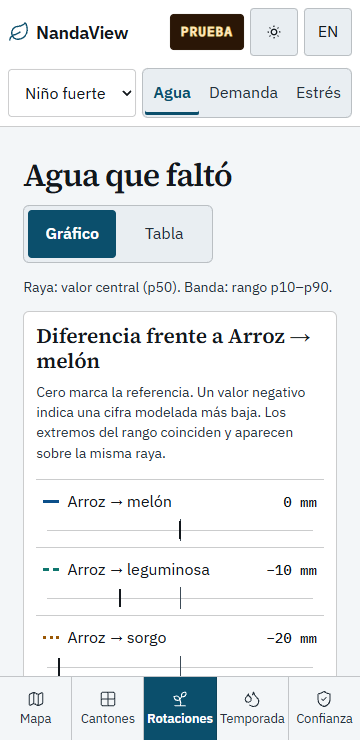 NandaView
PRUEBA
EN
Niño fuerte
Agua Demanda Estrés
Agua que faltó
Gráfico Tabla
Raya: valor central (p50). Banda: rango p10–p90.
Diferencia frente a Arroz →
melón
Cero marca la referencia. Un valor negativo
indica una cifra modelada más baja. Los
extremos del rango coinciden y aparecen
sobre la misma raya.
Arroz → melón 0 mm
Arroz → leguminosa −10 mm
Arroz → sorgo −20 mm
Mapa Cantones Rotaciones Temporada Confianza